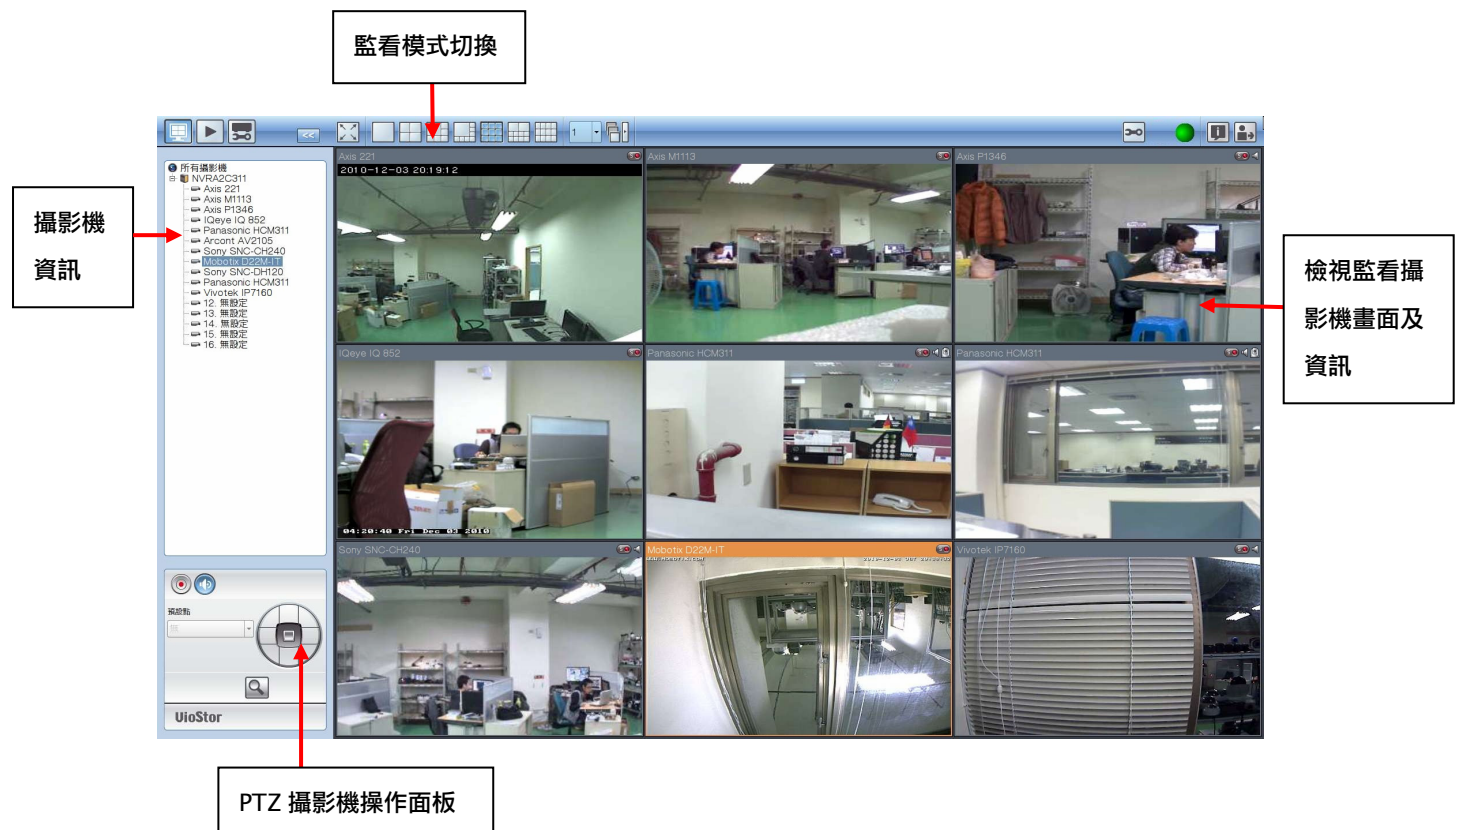 監看模式切換
攝影機
資訊
檢視監看攝
影機畫面及
資訊
PTZ 攝影機操作面板
<<
1
所有攝影機
NVRA2C311
Axis 221
Axis M1113
Axis P1346
IQeye IQ 852
Panasonic HCM311
Arcont AV2105
Sony SNC-CH240
Mobotix D22M-IT
Sony SNC-DH120
Panasonic HCM311
Vivotek IP7160
12. 無設定
13. 無設定
14. 無設定
15. 無設定
16. 無設定
預設點
VioStor
Axis 221
2010-12-03 20:19:12
Axis M1113
Axis P1346
IQeye IQ 852
04:20:40 Fri Dec 03 2010
Panasonic HCM311
Panasonic HCM311
Sony SNC-CH240
Mobotix D22M-IT
Vivotek IP7160